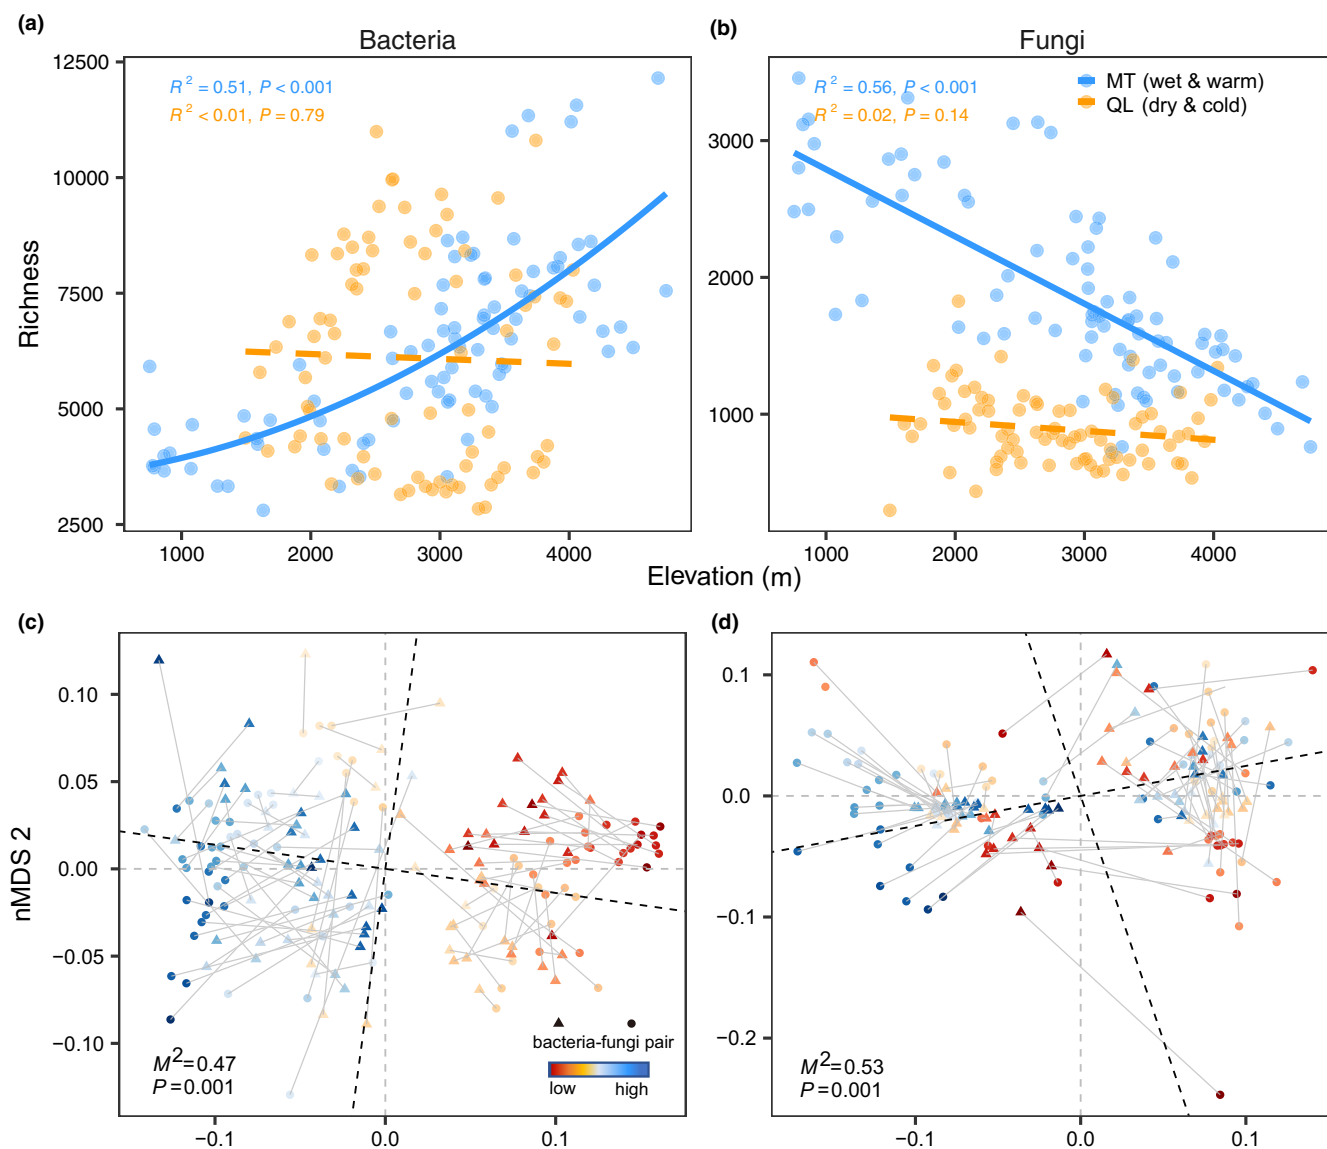 (a)
Bacteria
(b)
Fungi
R² = 0.51, P < 0.001
R² < 0.01, P = 0.79
R² = 0.56, P < 0.001
R² = 0.02, P = 0.14
MT (wet & warm)
QL (dry & cold)
Richness
12500
10000
7500
5000
2500
3000
2000
1000
1000 2000 3000 4000
1000 2000 3000 4000
Elevation (m)
(c)
(d)
nMDS 2
0.10
0.05
0.00
−0.05
−0.10
0.1
0.0
−0.1
−0.2
M²=0.47
P=0.001
bacteria-fungi pair
low high
M²=0.53
P=0.001
−0.1 0.0 0.1
−0.1 0.0 0.1